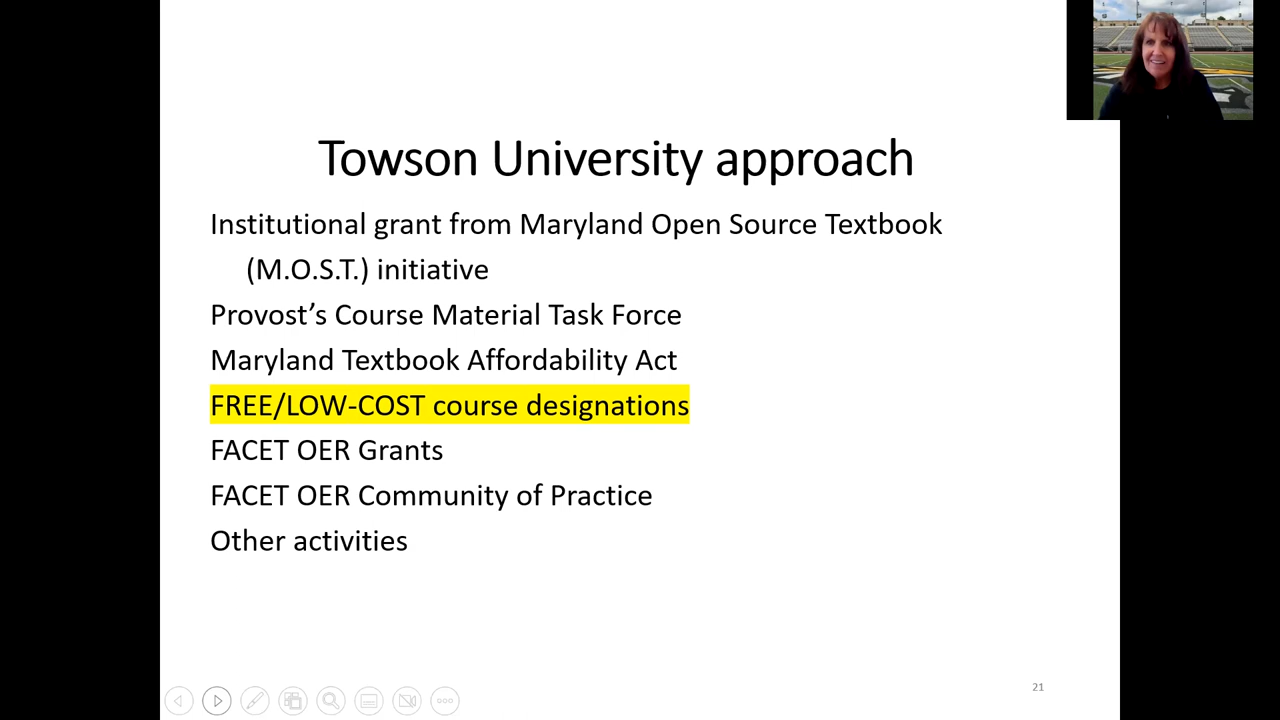 Towson University approach
Institutional grant from Maryland Open Source Textbook
(M.O.S.T.) initiative
Provost’s Course Material Task Force
Maryland Textbook Affordability Act
FREE/LOW-COST course designations
FACET OER Grants
FACET OER Community of Practice
Other activities
21